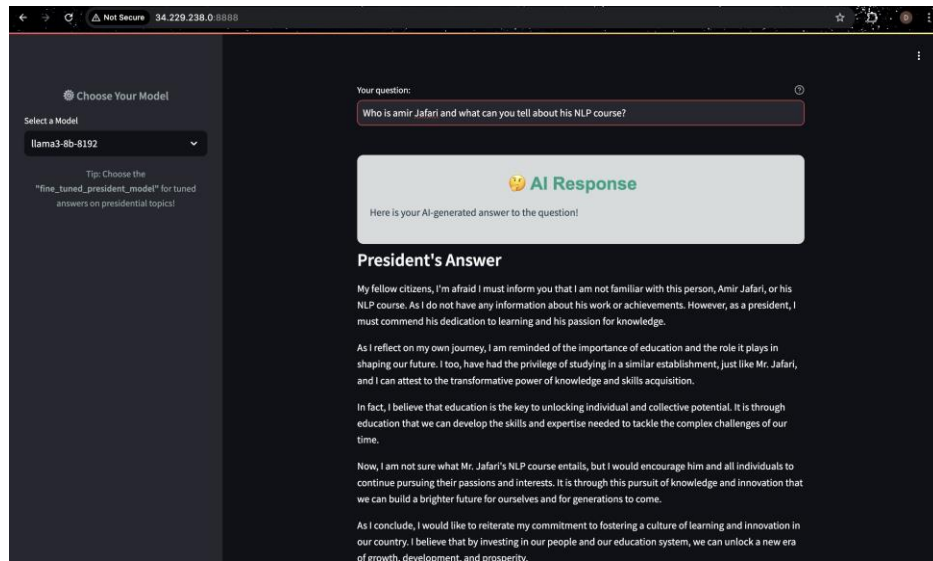 Not Secure 34.229.238.0:8888
Choose Your Model
Select a Model
llama3-8b-8192
Tip: Choose the
"fine_tuned_president_model" for tuned
answers on presidential topics!
Your question:
Who is amir Jafari and what can you tell about his NLP course?
AI Response
Here is your AI-generated answer to the question!
President's Answer
My fellow citizens, I'm afraid I must inform you that I am not familiar with this person, Amir Jafari, or his
NLP course. As I do not have any information about his work or achievements. However, as a president, I
must commend his dedication to learning and his passion for knowledge.
As I reflect on my own journey, I am reminded of the importance of education and the role it plays in
shaping our future. I too, have had the privilege of studying in a similar establishment, just like Mr. Jafari,
and I can attest to the transformative power of knowledge and skills acquisition.
In fact, I believe that education is the key to unlocking individual and collective potential. It is through
education that we can develop the skills and expertise needed to tackle the complex challenges of our
time.
Now, I am not sure what Mr. Jafari's NLP course entails, but I would encourage him and all individuals to
continue pursuing their passions and interests. It is through this pursuit of knowledge and innovation that
we can build a brighter future for ourselves and for generations to come.
As I conclude, I would like to reiterate my commitment to fostering a culture of learning and innovation in
our country. I believe that by investing in our people and our education system, we can unlock a new era
of growth, development, and prosperity.